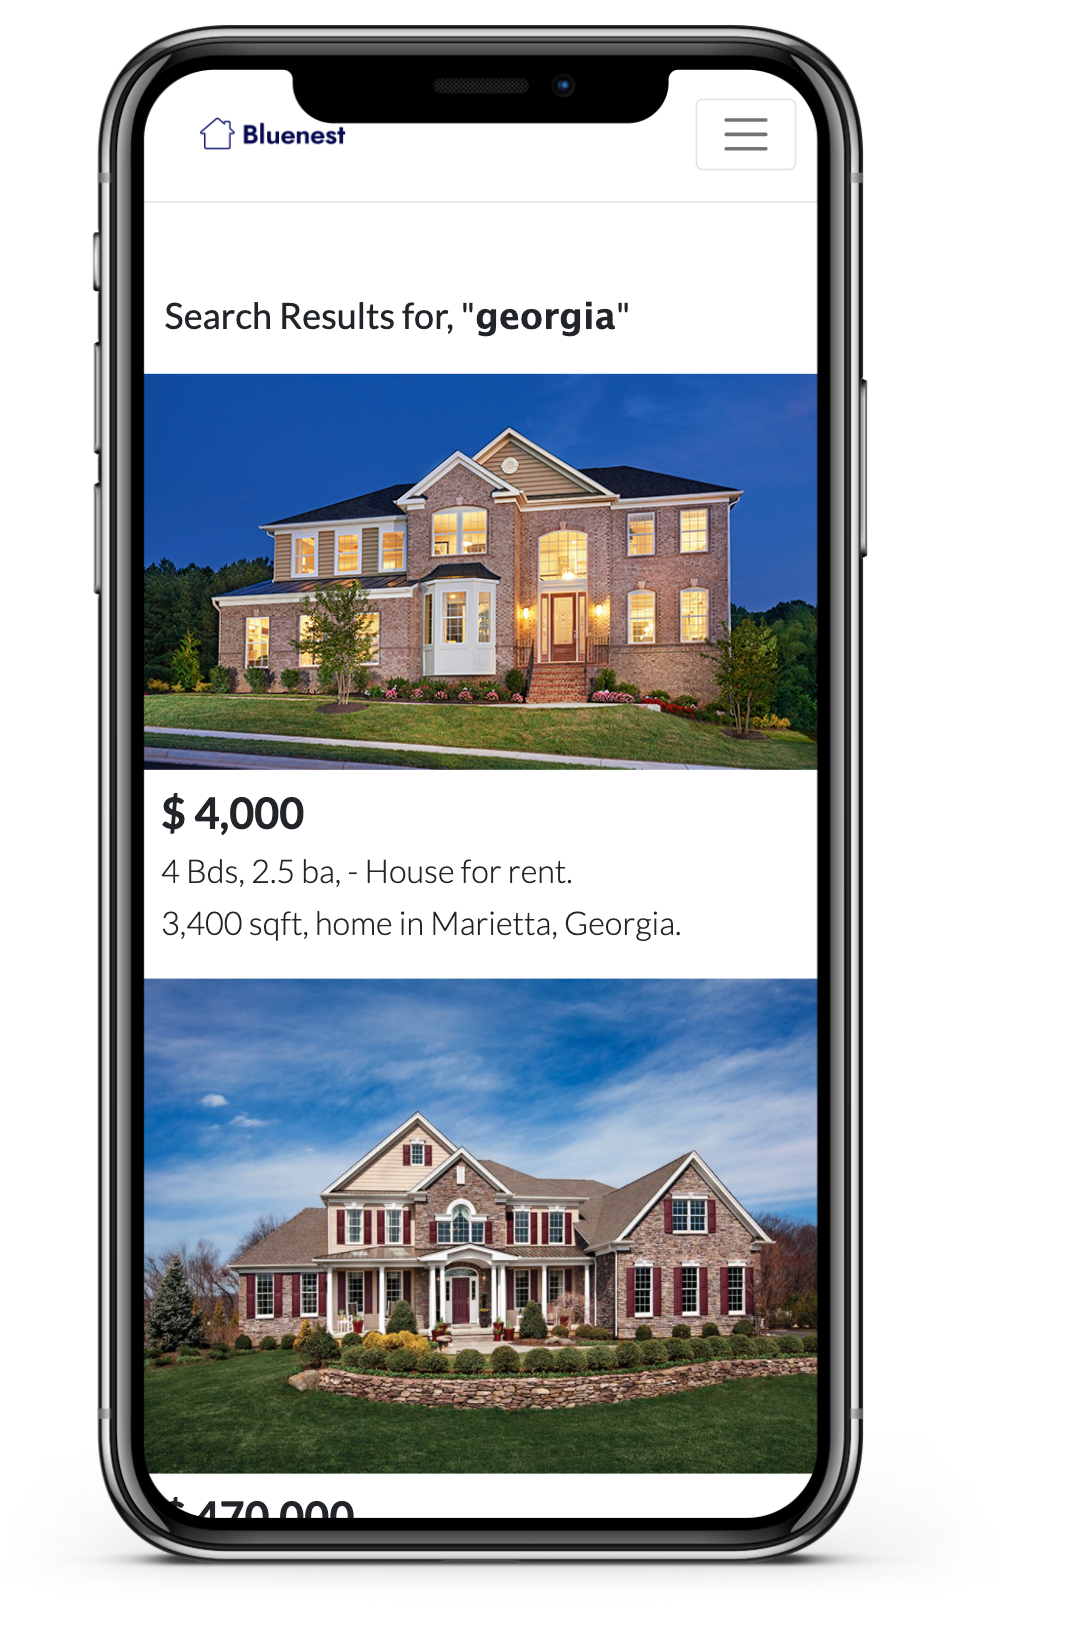 Bluenest
Search Results for, "georgia"
$ 4,000
4 Bds, 2.5 ba, - House for rent.
3,400 sqft, home in Marietta, Georgia.
$ 470,000